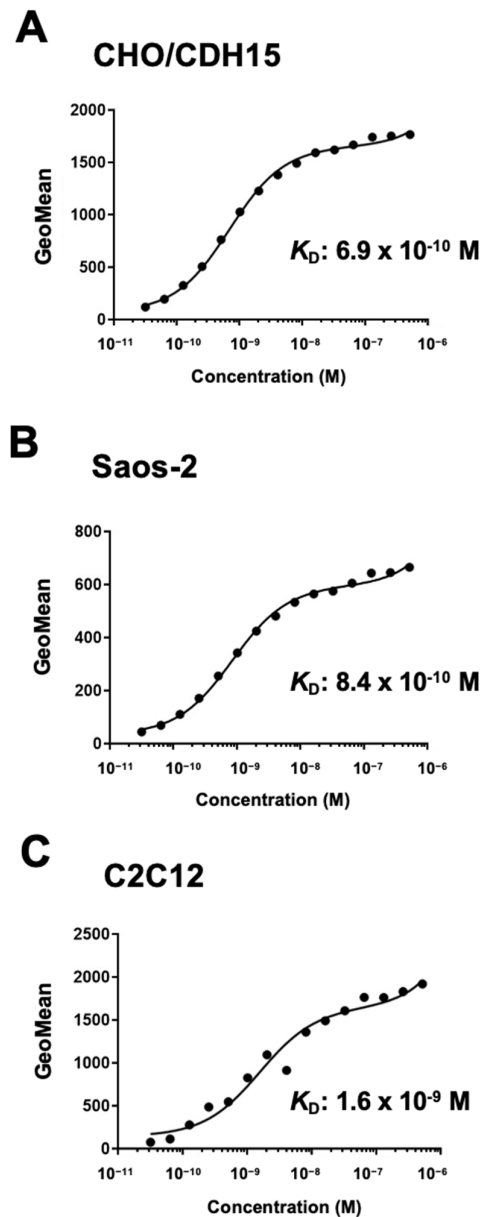 A
CHO/CDH15
2000
1500
1000
500
0
GeoMean
K_D: 6.9 x 10⁻¹⁰ M
10⁻¹¹ 10⁻¹⁰ 10⁻⁹ 10⁻⁸ 10⁻⁷ 10⁻⁶
Concentration (M)
B
Saos-2
800
600
400
200
0
GeoMean
K_D: 8.4 x 10⁻¹⁰ M
10⁻¹¹ 10⁻¹⁰ 10⁻⁹ 10⁻⁸ 10⁻⁷ 10⁻⁶
Concentration (M)
C
C2C12
2500
2000
1500
1000
500
0
GeoMean
K_D: 1.6 x 10⁻⁹ M
10⁻¹¹ 10⁻¹⁰ 10⁻⁹ 10⁻⁸ 10⁻⁷ 10⁻⁶
Concentration (M)